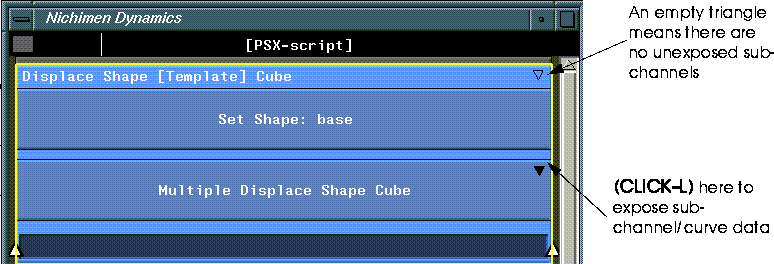 Nichimen Dynamics
[PSX-script]
Displace Shape [Template] Cube
Set Shape: base
Multiple Displace Shape Cube
An empty triangle
means there are
no unexposed sub-
channels
(CLICK-L) here to
expose sub-
channel/curve data